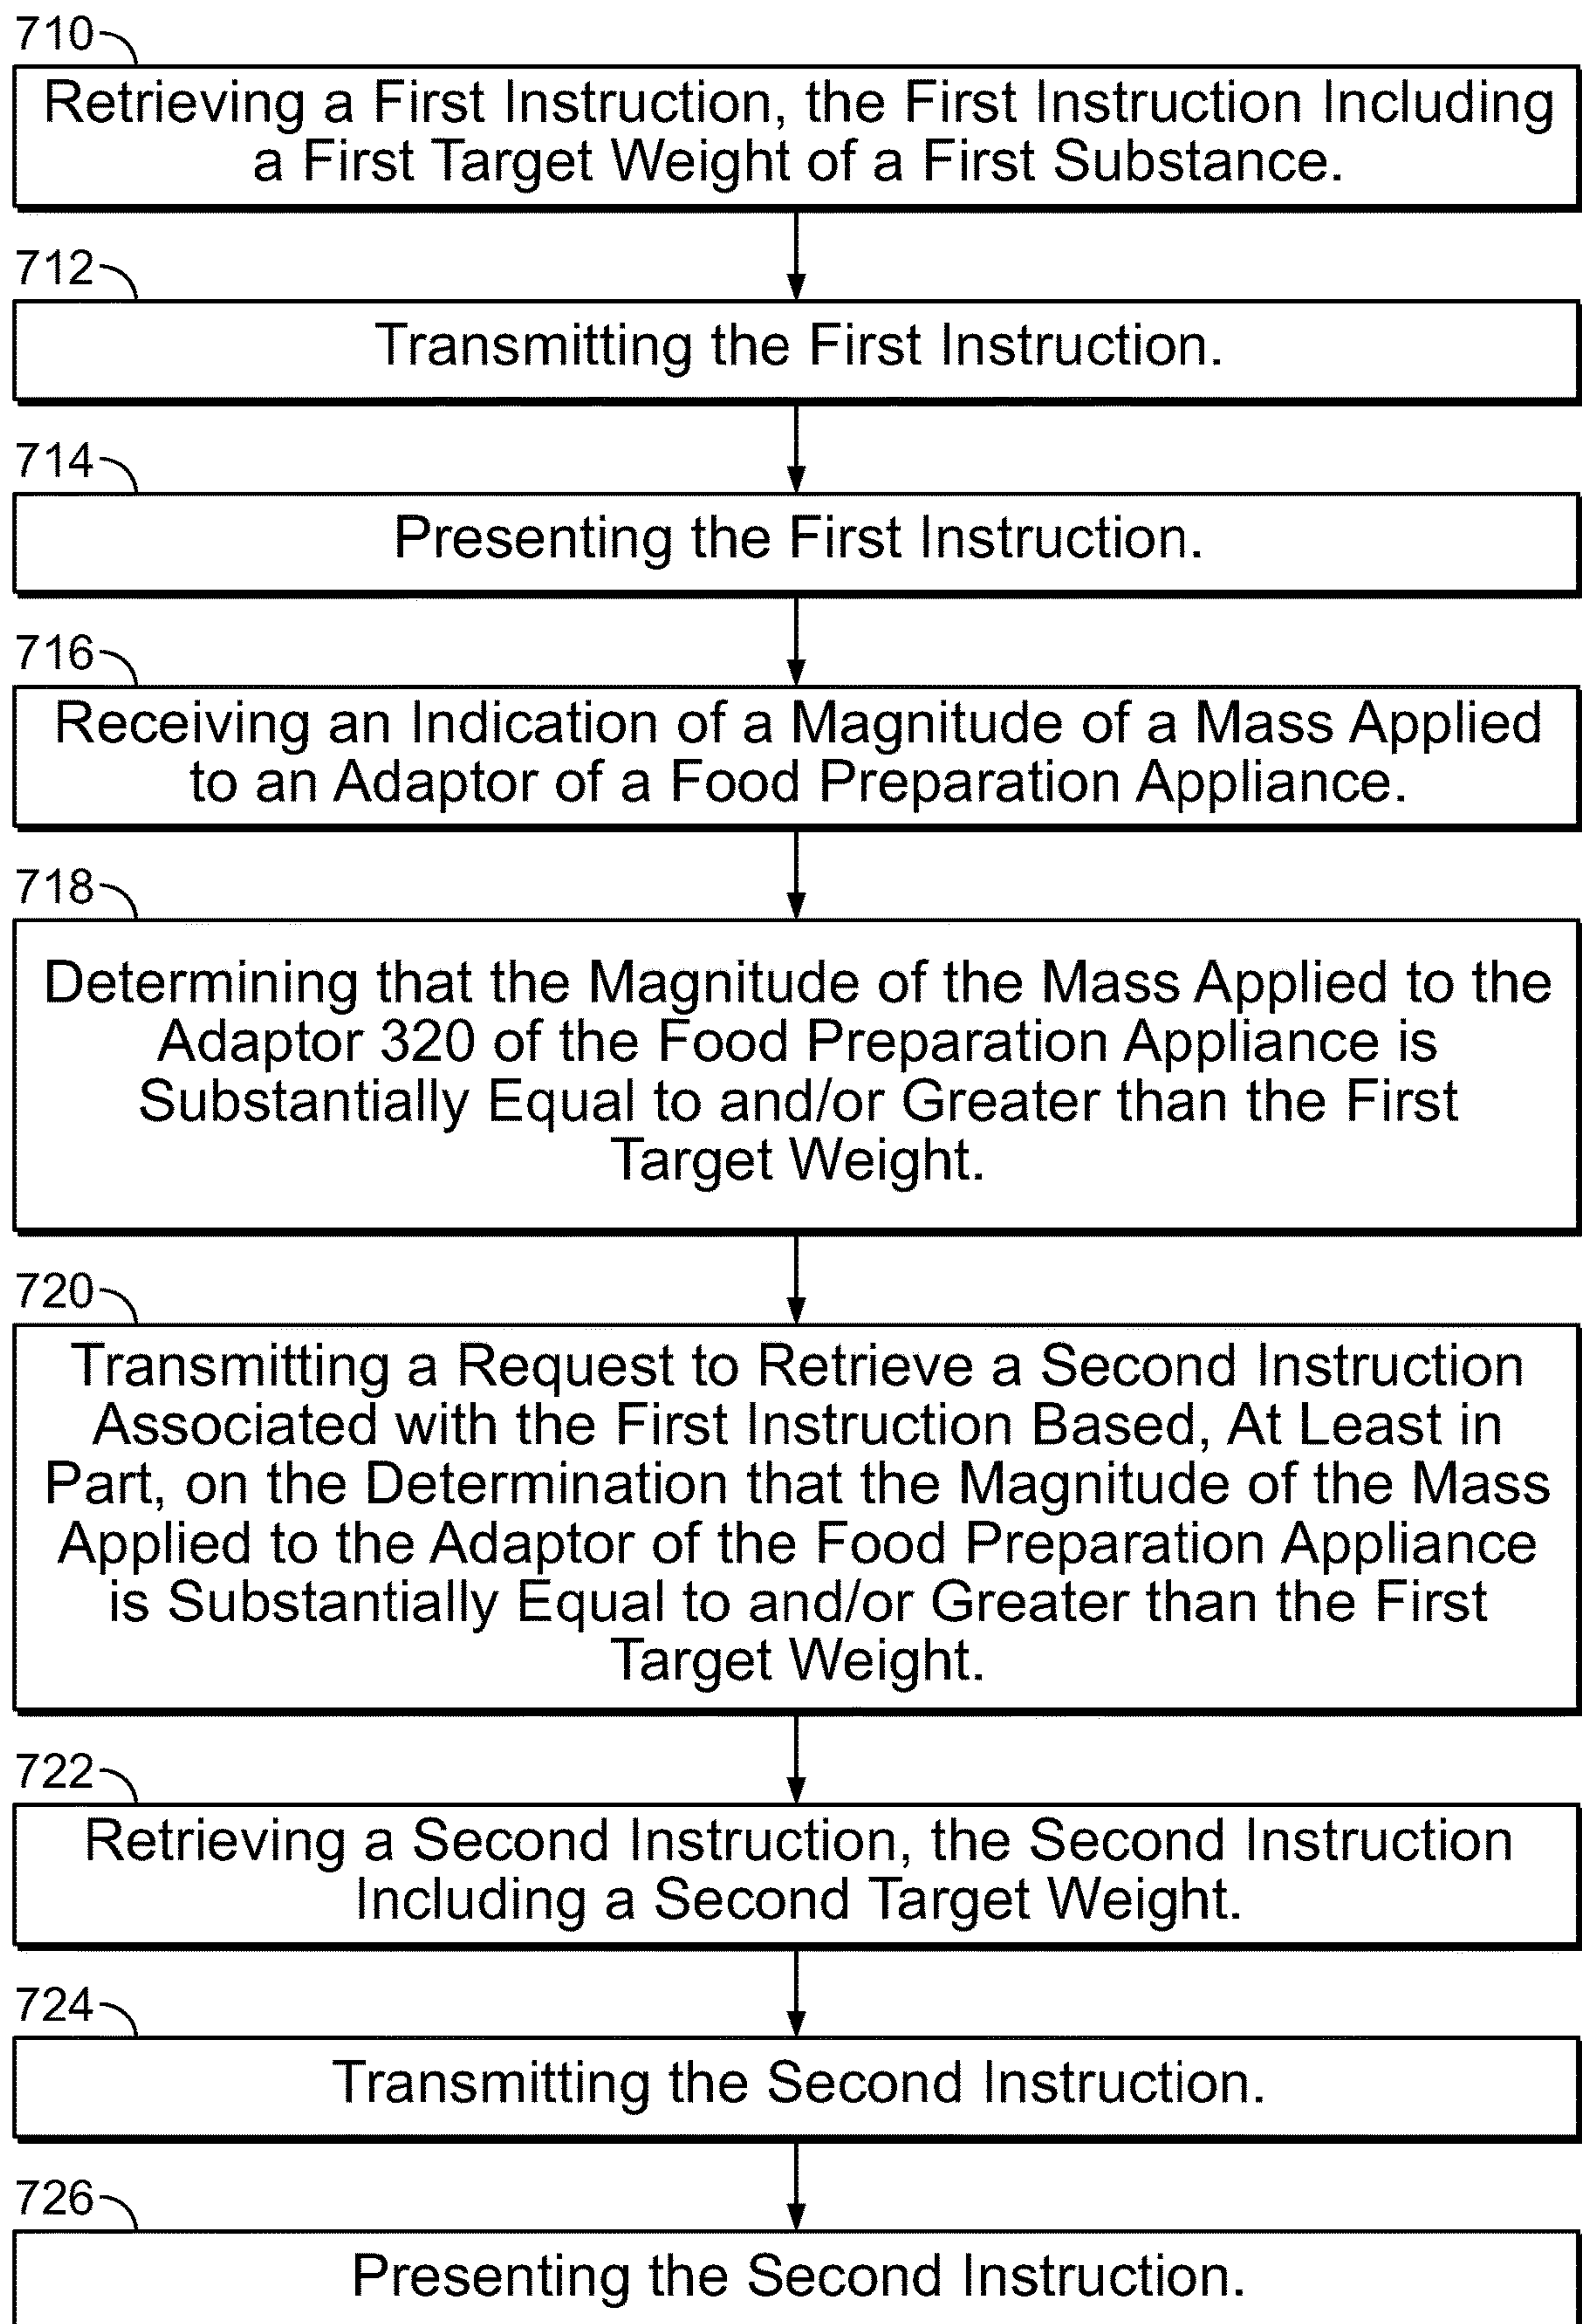 710
Retrieving a First Instruction, the First Instruction Including
a First Target Weight of a First Substance.
712
Transmitting the First Instruction.
714
Presenting the First Instruction.
716
Receiving an Indication of a Magnitude of a Mass Applied
to an Adaptor of a Food Preparation Appliance.
718
Determining that the Magnitude of the Mass Applied to the
Adaptor 320 of the Food Preparation Appliance is
Substantially Equal to and/or Greater than the First
Target Weight.
720
Transmitting a Request to Retrieve a Second Instruction
Associated with the First Instruction Based, At Least in
Part, on the Determination that the Magnitude of the Mass
Applied to the Adaptor of the Food Preparation Appliance
is Substantially Equal to and/or Greater than the First
Target Weight.
722
Retrieving a Second Instruction, the Second Instruction
Including a Second Target Weight.
724
Transmitting the Second Instruction.
726
Presenting the Second Instruction.